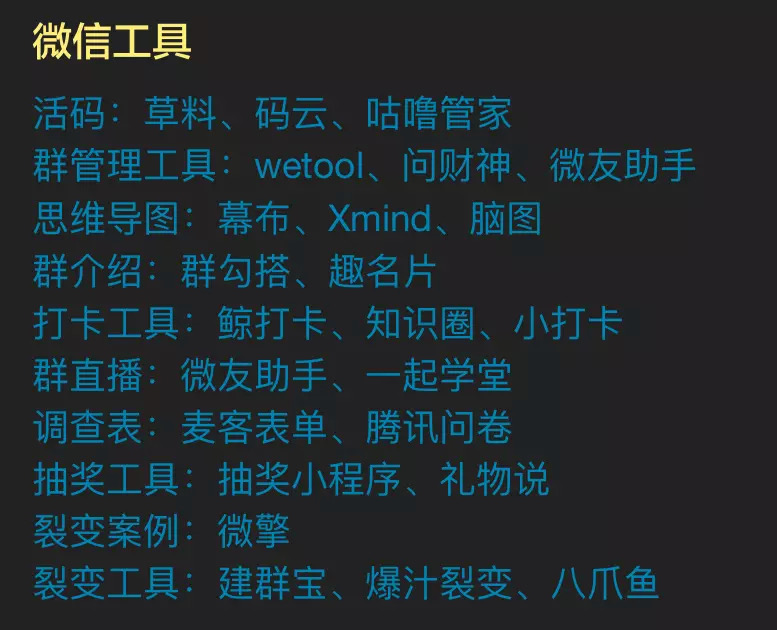 微信工具
活码：草料、码云、咕噜管家
群管理工具：wetool、问财神、微友助手
思维导图：幕布、Xmind、脑图
群介绍：群勾搭、趣名片
打卡工具：鲸打卡、知识圈、小打卡
群直播：微友助手、一起学堂
调查表：麦客表单、腾讯问卷
抽奖工具：抽奖小程序、礼物说
裂变案例：微擎
裂变工具：建群宝、爆汁裂变、八爪鱼